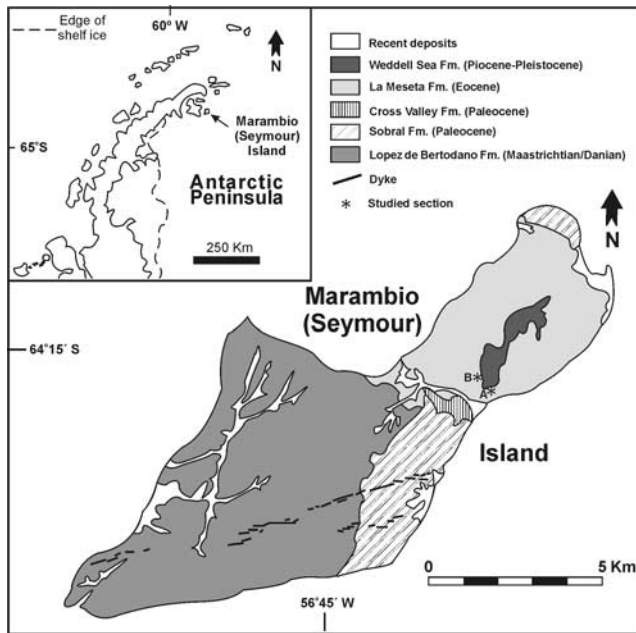 Edge of
shelf ice
60° W
N
65°S
Marambio
(Seymour)
Island
Antarctic
Peninsula
250 Km
Recent deposits
Weddell Sea Fm. (Piocene-Pleistocene)
La Meseta Fm. (Eocene)
Cross Valley Fm. (Paleocene)
Sobral Fm. (Paleocene)
Lopez de Bertodano Fm. (Maastrichtian/Danian)
Dyke
* Studied section
N
Marambio
(Seymour)
64°15´ S
B *
A *
Island
0 5 Km
56°45´ W